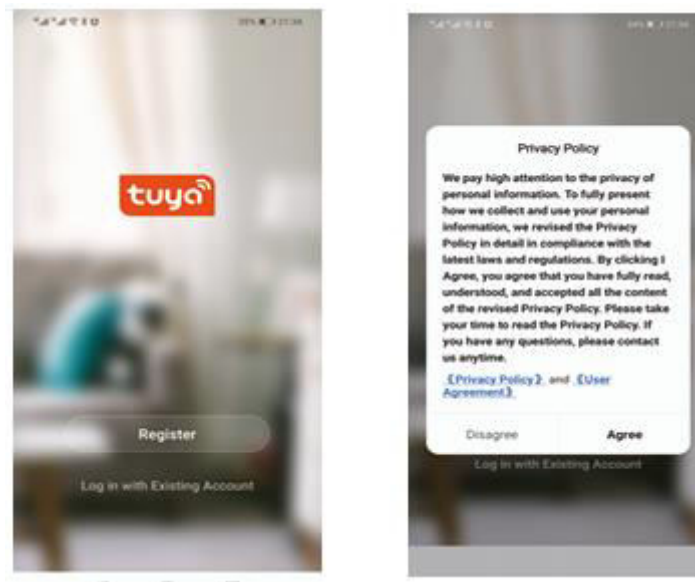 tuya
Register
Log in with Existing Account
Privacy Policy
We pay high attention to the privacy of
personal information. To fully present
how we collect and use your personal
information, we revised the Privacy
Policy in detail in compliance with the
latest laws and regulations. By clicking I
Agree, you agree that you have fully read,
understood, and accepted all the content
of the revised Privacy Policy. Please take
your time to read the Privacy Policy. If
you have any questions, please contact
us anytime.
《Privacy Policy》 and 《User
Agreement》
Disagree
Agree
Log in with Existing Account